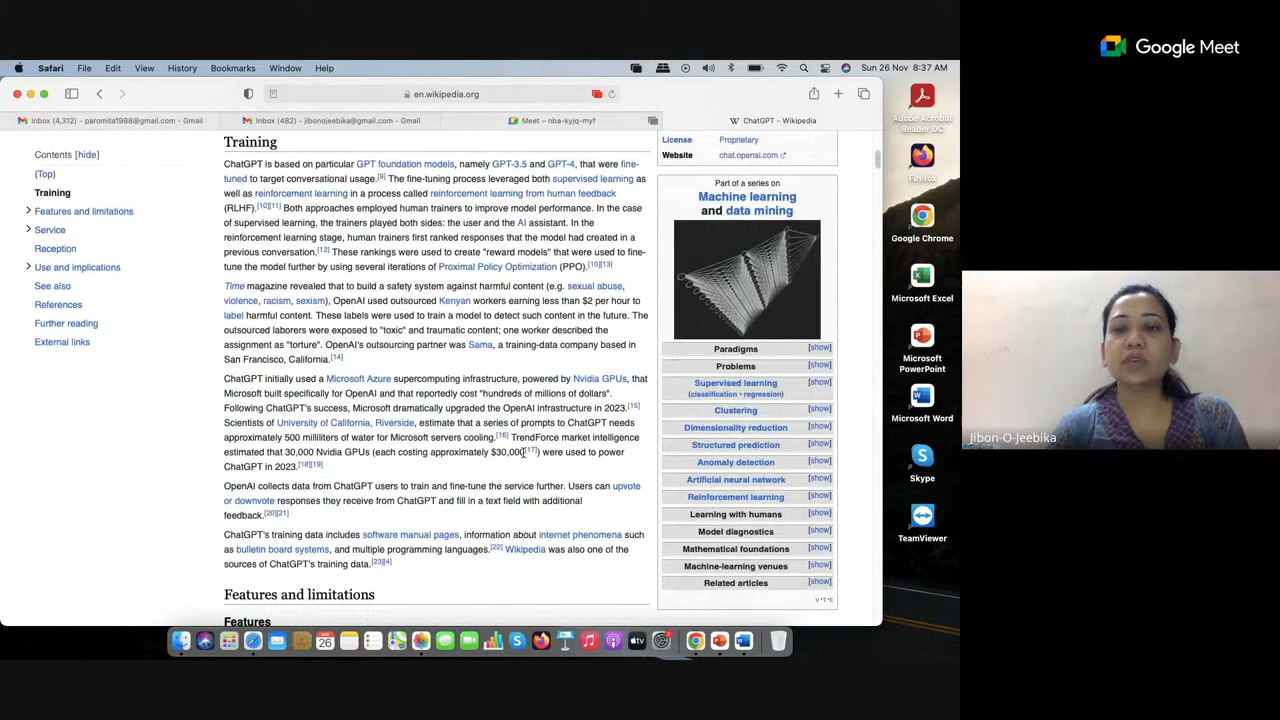 Google Meet
Safari File Edit View History Bookmarks Window Help
Sun 26 Nov 8:37 AM
en.wikipedia.org
Inbox (4,312) - paromita1988@gmail.com - Gmail
Inbox (482) - jibonojeebika@gmail.com - Gmail
Meet – nba-kyjq-myf
ChatGPT - Wikipedia
Contents [hide]
(Top)
Training
Features and limitations
Service
Reception
Use and implications
See also
References
Further reading
External links
Training
ChatGPT is based on particular GPT foundation models, namely GPT-3.5 and GPT-4, that were fine-
tuned to target conversational usage.[9] The fine-tuning process leveraged both supervised learning as
well as reinforcement learning in a process called reinforcement learning from human feedback
(RLHF).[10][11] Both approaches employed human trainers to improve model performance. In the case
of supervised learning, the trainers played both sides: the user and the AI assistant. In the
reinforcement learning stage, human trainers first ranked responses that the model had created in a
previous conversation.[12] These rankings were used to create "reward models" that were used to fine-
tune the model further by using several iterations of Proximal Policy Optimization (PPO).[10][13]
Time magazine revealed that to build a safety system against harmful content (e.g. sexual abuse,
violence, racism, sexism), OpenAI used outsourced Kenyan workers earning less than $2 per hour to
label harmful content. These labels were used to train a model to detect such content in the future. The
outsourced laborers were exposed to "toxic" and traumatic content; one worker described the
assignment as "torture". OpenAI's outsourcing partner was Sama, a training-data company based in
San Francisco, California.[14]
ChatGPT initially used a Microsoft Azure supercomputing infrastructure, powered by Nvidia GPUs, that
Microsoft built specifically for OpenAI and that reportedly cost "hundreds of millions of dollars".
Following ChatGPT's success, Microsoft dramatically upgraded the OpenAI infrastructure in 2023.[15]
Scientists of University of California, Riverside, estimate that a series of prompts to ChatGPT needs
approximately 500 milliliters of water for Microsoft servers cooling.[16] TrendForce market intelligence
estimated that 30,000 Nvidia GPUs (each costing approximately $30,000[17]) were used to power
ChatGPT in 2023.[18][19]
OpenAI collects data from ChatGPT users to train and fine-tune the service further. Users can upvote
or downvote responses they receive from ChatGPT and fill in a text field with additional
feedback.[20][21]
ChatGPT's training data includes software manual pages, information about internet phenomena such
as bulletin board systems, and multiple programming languages.[22] Wikipedia was also one of the
sources of ChatGPT's training data.[23][4]
Features and limitations
Features
License Proprietary
Website chat.openai.com
Part of a series on
Machine learning
and data mining
Paradigms [show]
Problems [show]
Supervised learning [show]
(classification • regression)
Clustering [show]
Dimensionality reduction [show]
Structured prediction [show]
Anomaly detection [show]
Artificial neural network [show]
Reinforcement learning [show]
Learning with humans [show]
Model diagnostics [show]
Mathematical foundations [show]
Machine-learning venues [show]
Related articles [show]
V·T·E
Adobe Acrobat
Reader DC
Firefox
Google Chrome
Microsoft Excel
Microsoft
PowerPoint
Microsoft Word
Skype
TeamViewer
Jibon-O-Jeebika
NOV
26
tv